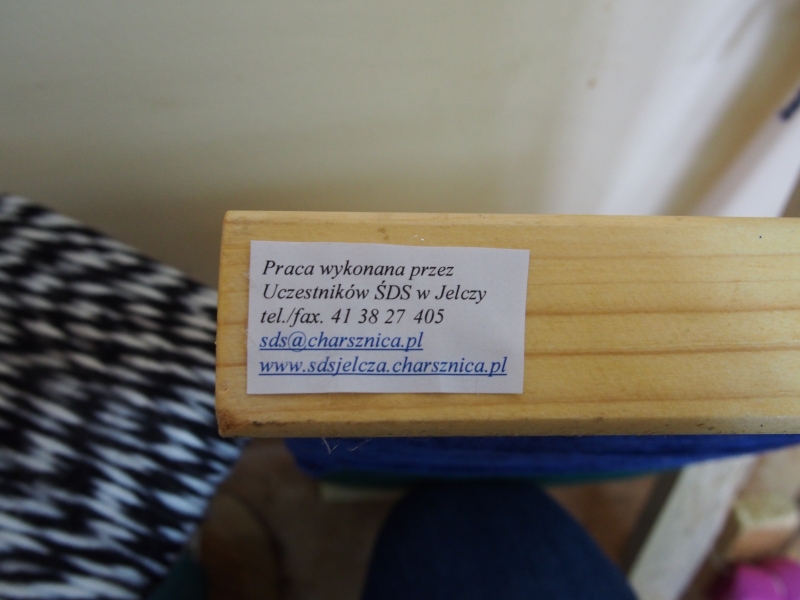 Praca wykonana przez
Uczestników ŚDS w Jelczy
tel./fax. 41 38 27 405
sds@charsznica.pl
www.sdsjelcza.charsznica.pl